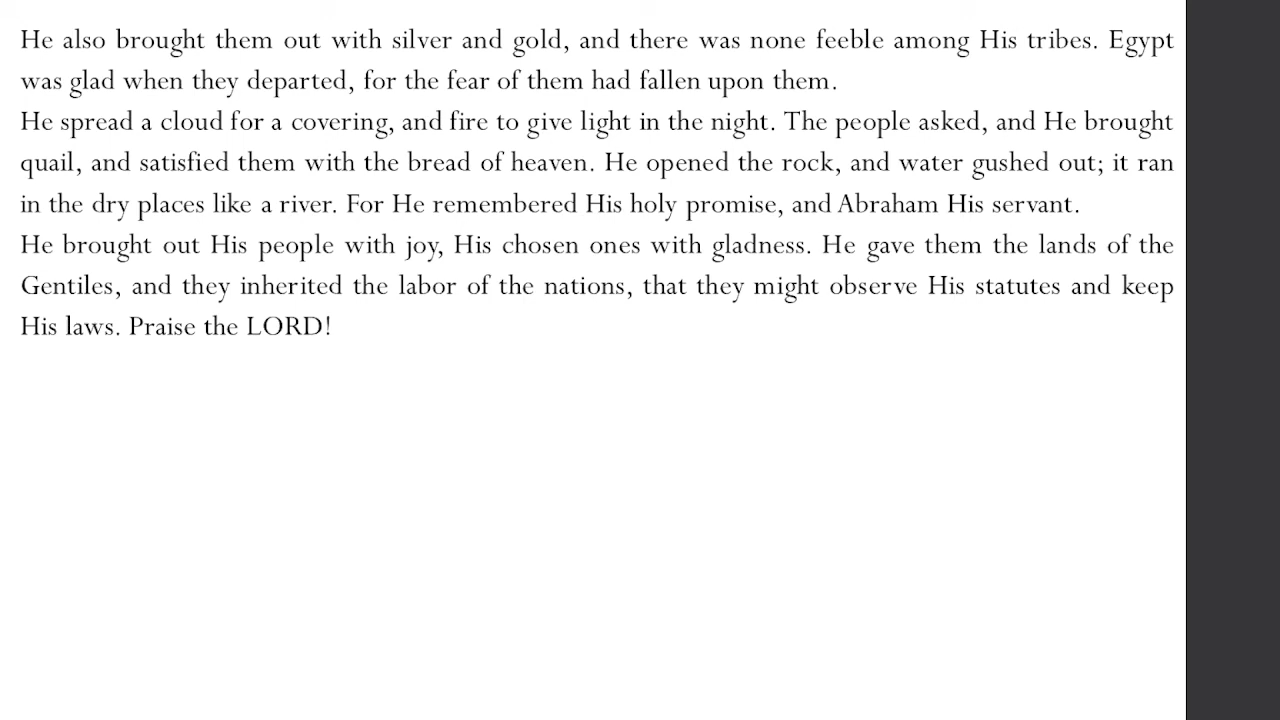 He also brought them out with silver and gold, and there was none feeble among His tribes. Egypt
was glad when they departed, for the fear of them had fallen upon them.
He spread a cloud for a covering, and fire to give light in the night. The people asked, and He brought
quail, and satisfied them with the bread of heaven. He opened the rock, and water gushed out; it ran
in the dry places like a river. For He remembered His holy promise, and Abraham His servant.
He brought out His people with joy, His chosen ones with gladness. He gave them the lands of the
Gentiles, and they inherited the labor of the nations, that they might observe His statutes and keep
His laws. Praise the LORD!